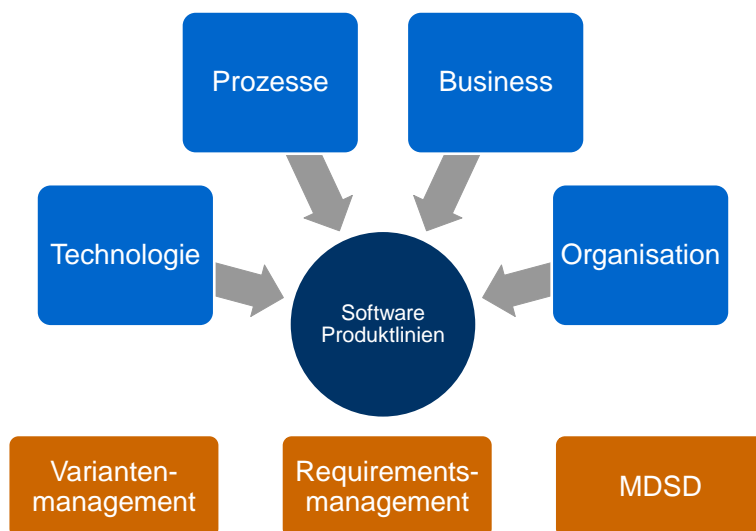 Prozesse
Business
Technologie
Organisation
Software
Produktlinien
Varianten-
management
Requirements-
management
MDSD